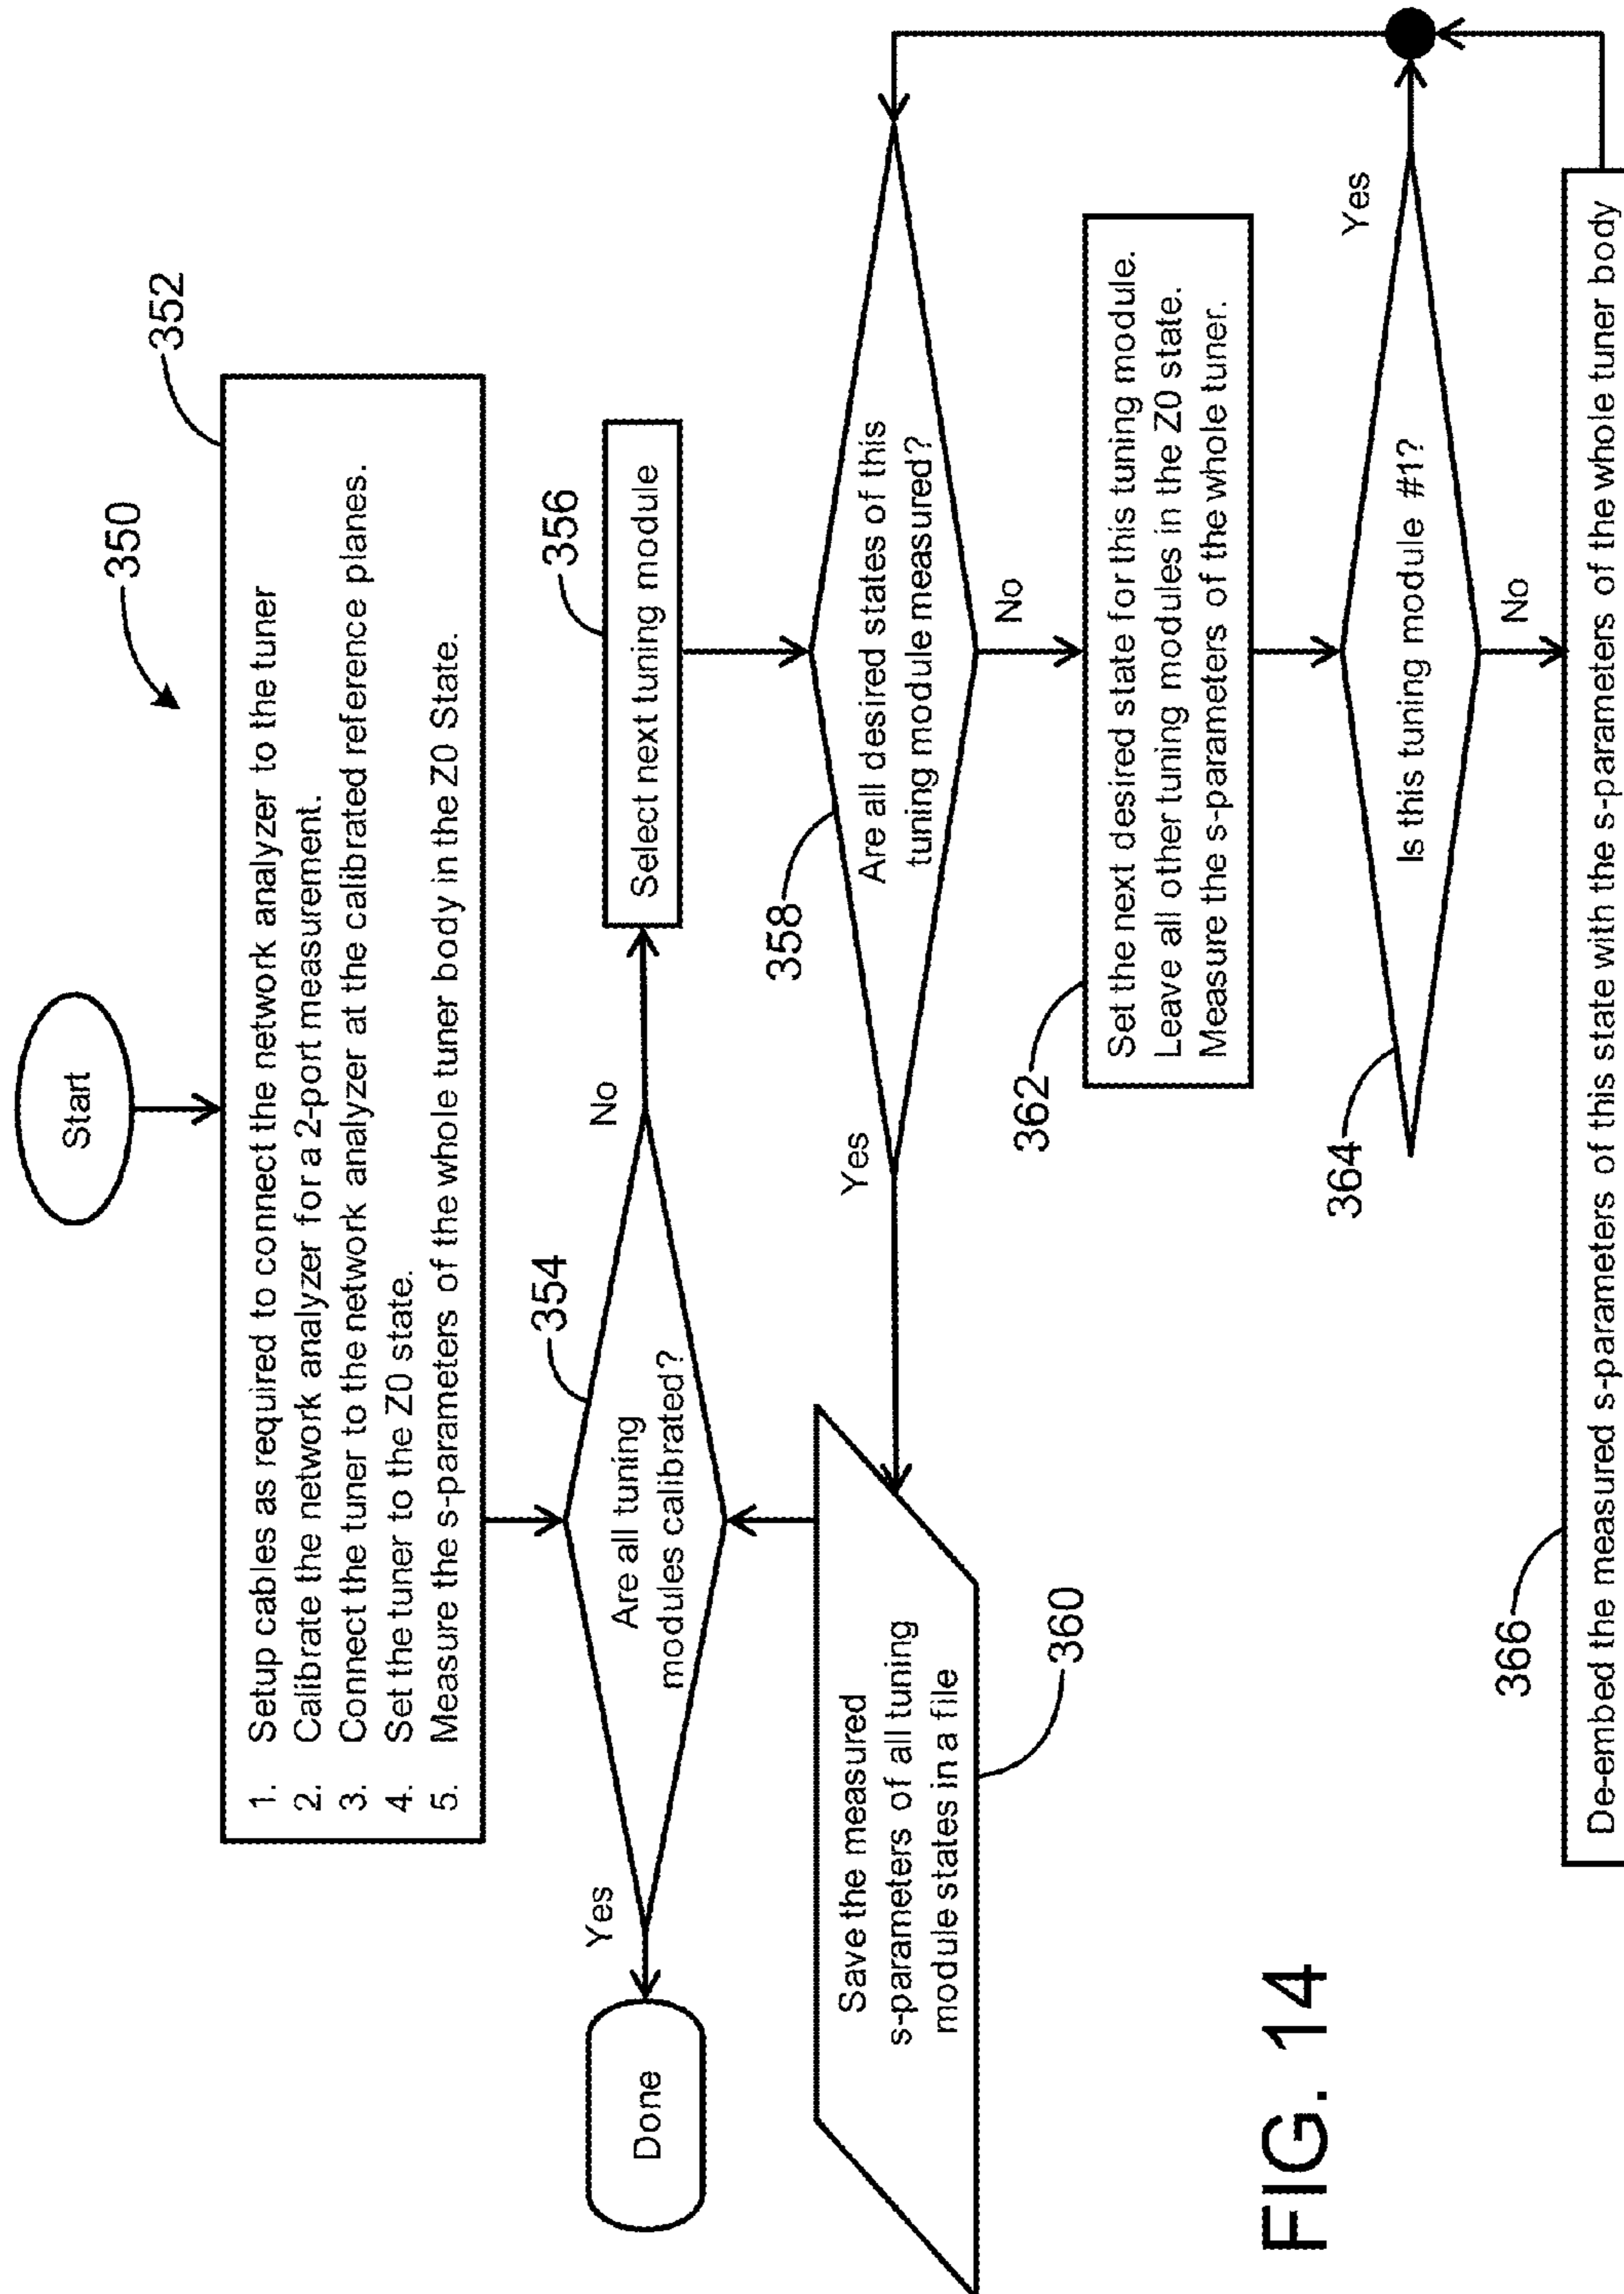 350
Start
352
1. Setup cables as required to connect the network analyzer to the tuner
2. Calibrate the network analyzer for a 2-port measurement.
3. Connect the tuner to the network analyzer at the calibrated reference planes.
4. Set the tuner to the Z0 state.
5. Measure the s-parameters of the whole tuner body in the Z0 State.
354
Are all tuning
modules calibrated?
Yes
No
Done
356
Select next tuning module
358
Are all desired states of this
tuning module measured?
Yes
No
Save the measured
s-parameters of all tuning
module states in a file
360
362
Set the next desired state for this tuning module.
Leave all other tuning modules in the Z0 state.
Measure the s-parameters of the whole tuner.
364
Is this tuning module #1?
Yes
No
366
De-embed the measured s-parameters of this state with the s-parameters of the whole tuner body
FIG. 14